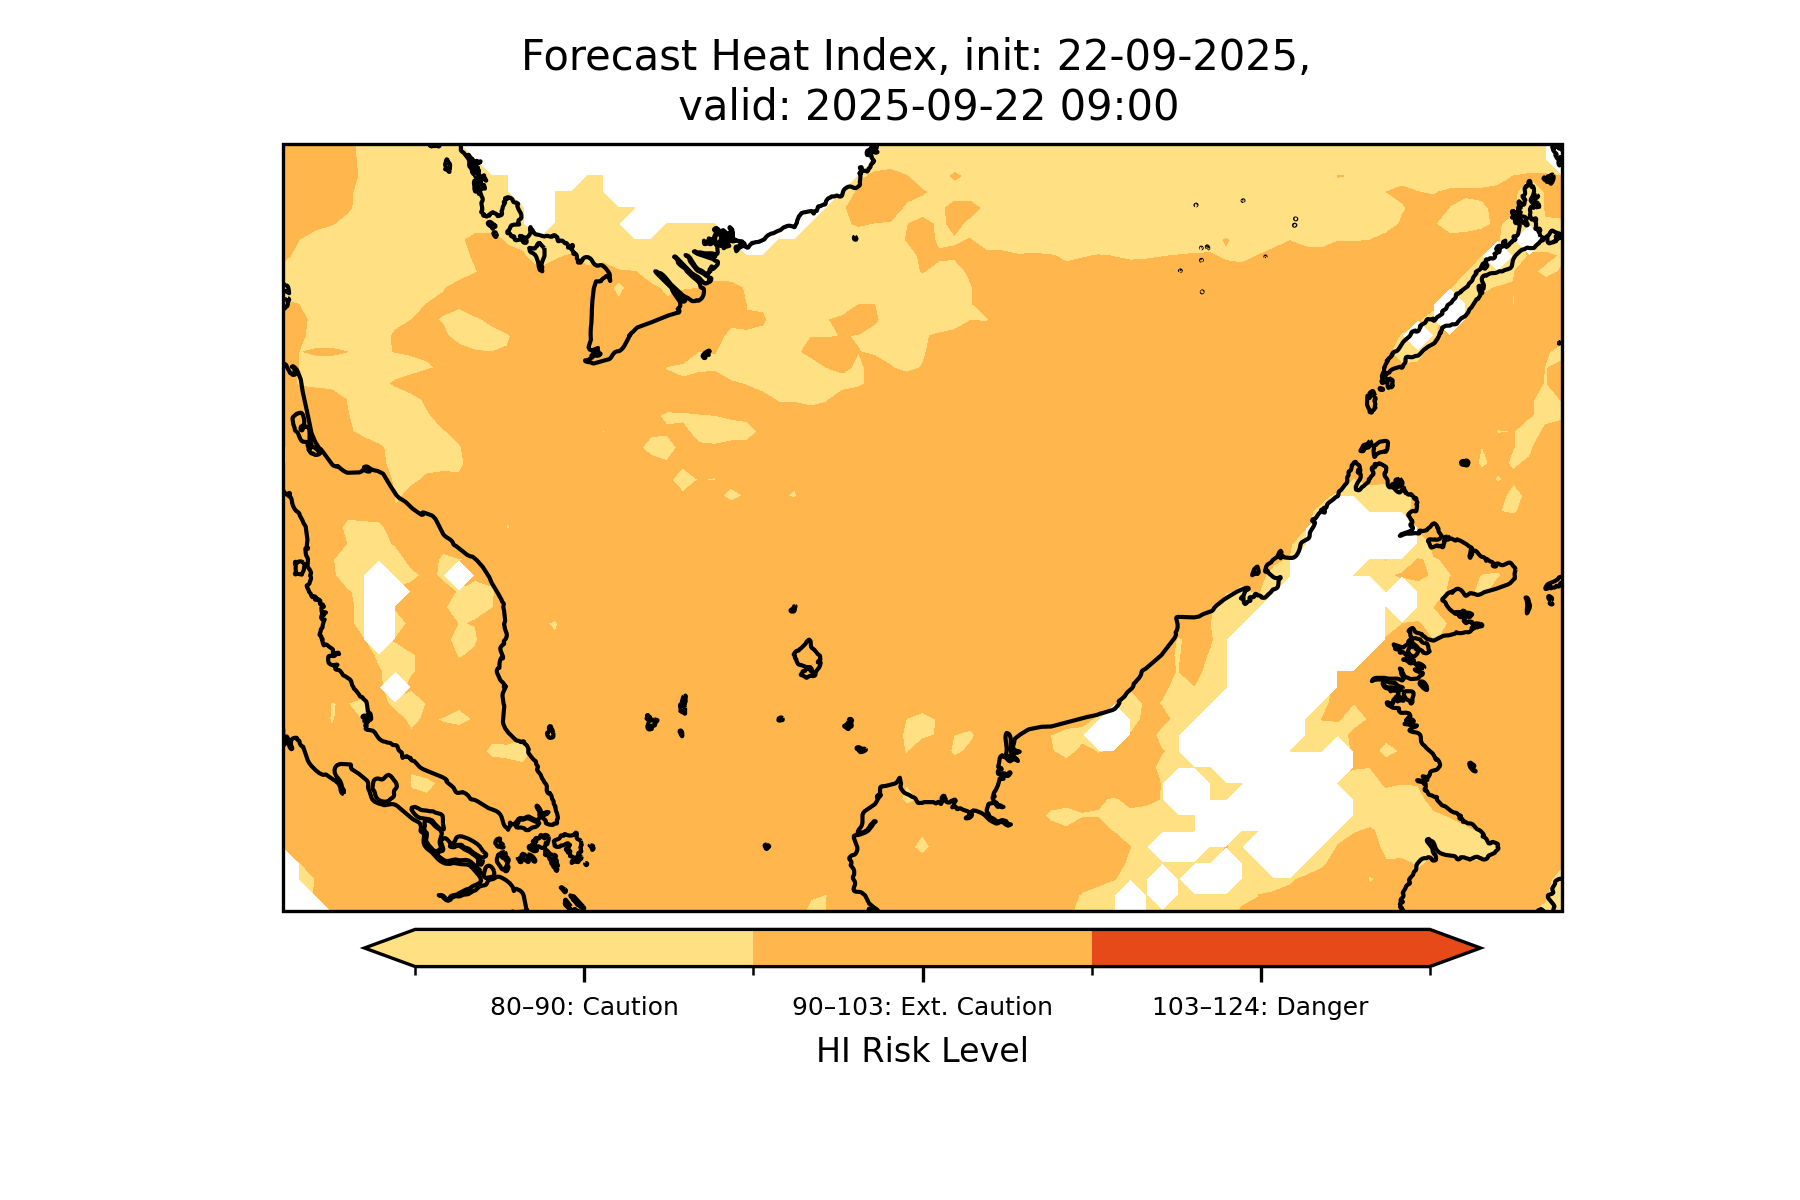 Forecast Heat Index, init: 22-09-2025,
valid: 2025-09-22 09:00
80–90: Caution
90–103: Ext. Caution
103–124: Danger
HI Risk Level